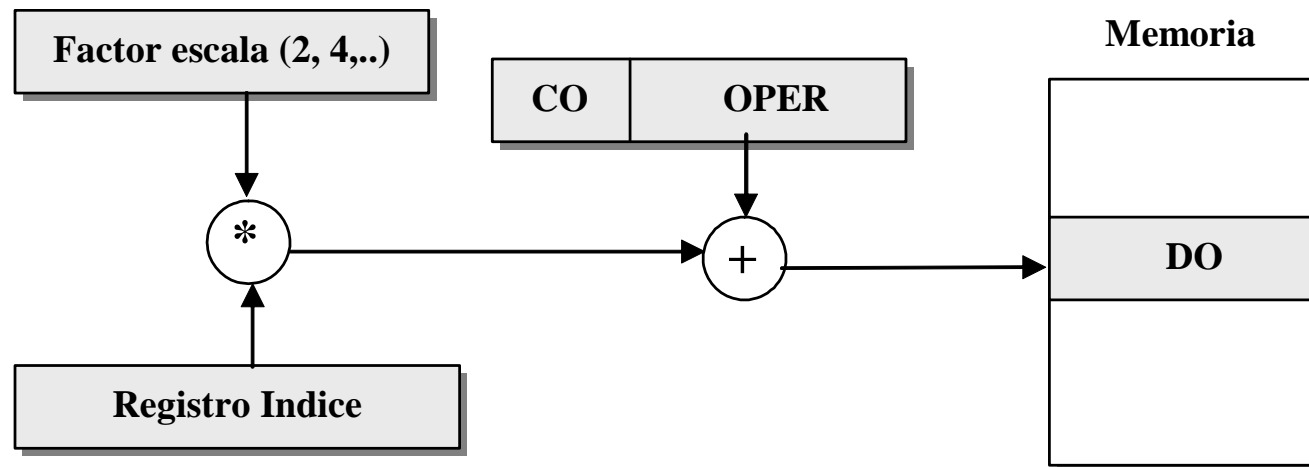 Factor escala (2, 4,..)
Memoria
CO
OPER
*
+
DO
Registro Indice